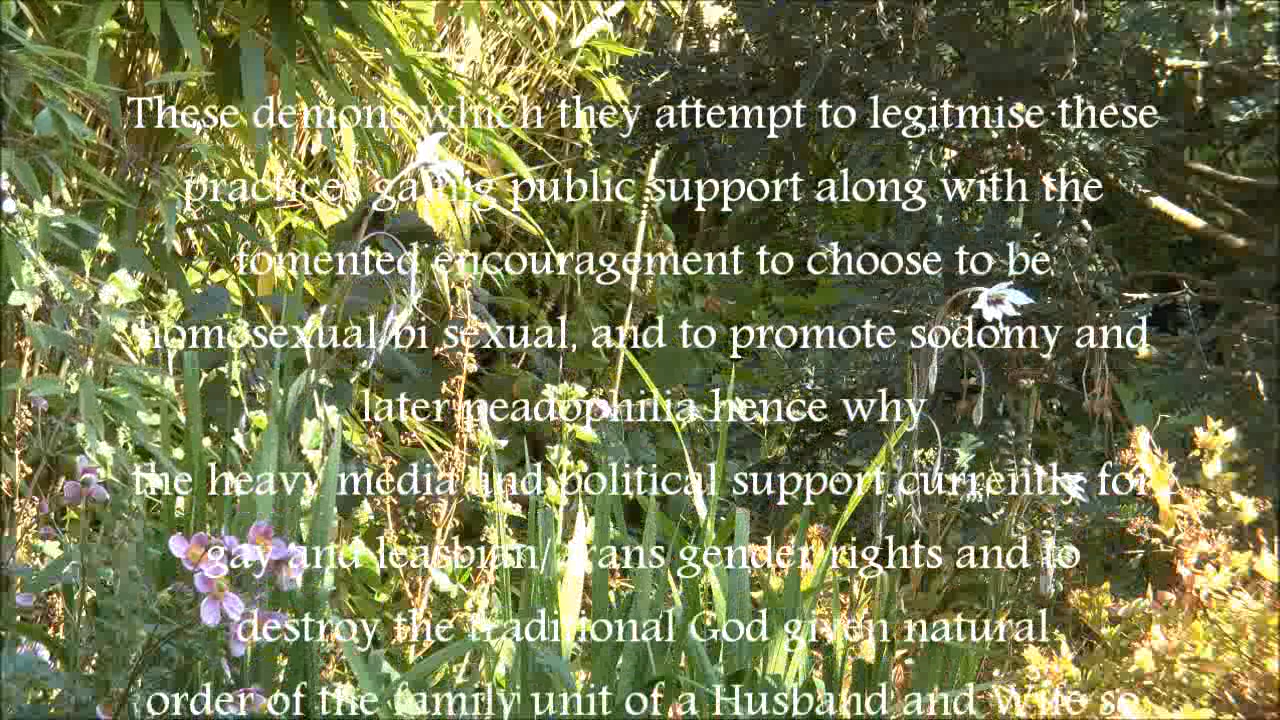 These demons which they attempt to legitmise these
practices gainig public support along with the
fomented encouragement to choose to be
homosexual/bi sexual, and to promote sodomy and
later peadophilia hence why
the heavy media and political support currently for
gay and leasbian/ trans gender rights and to
destroy the traditional God given natural
order of the family unit of a Husband and Wife so